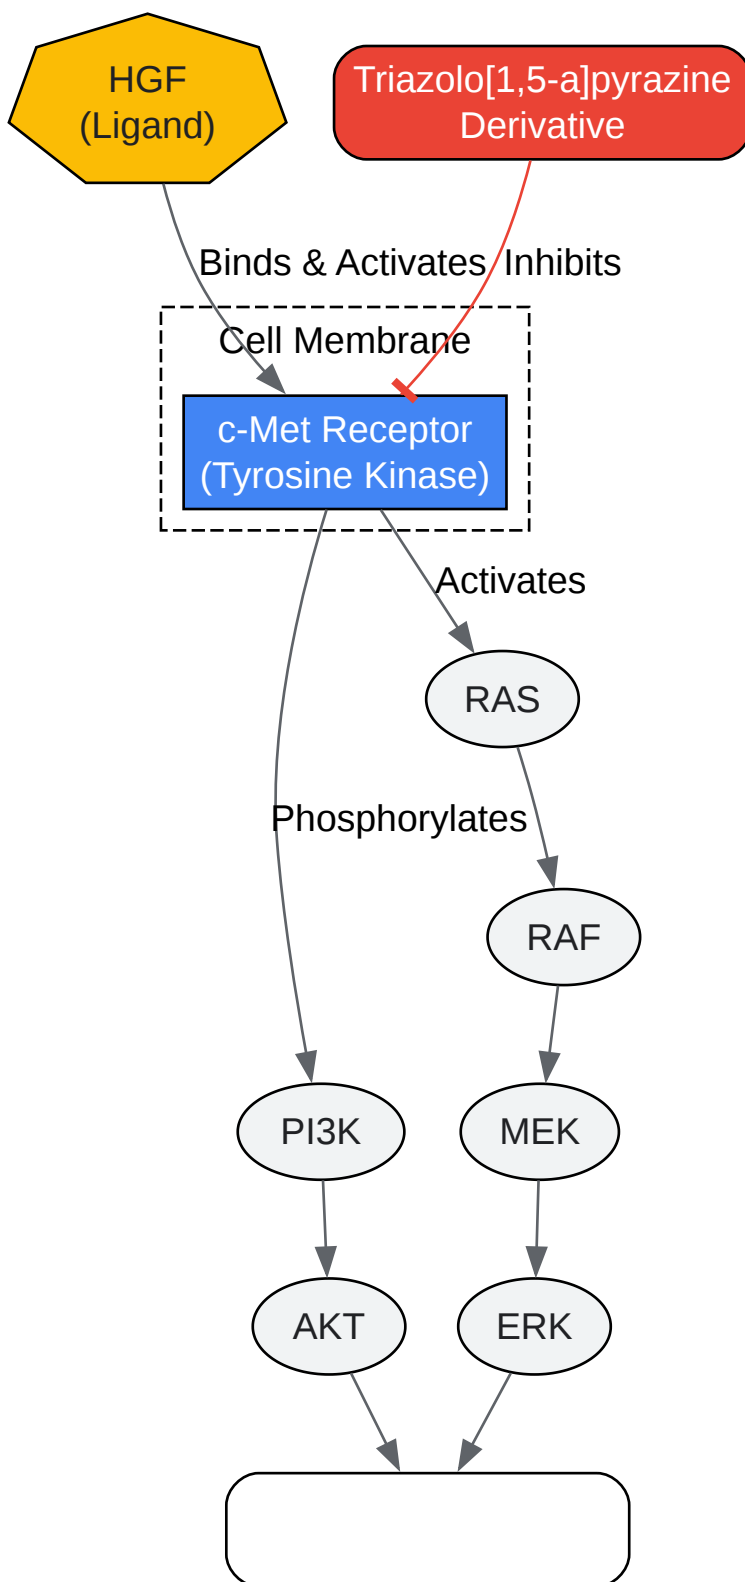 HGF
(Ligand)
Triazolo[1,5-a]pyrazine
Derivative
Binds & Activates
Inhibits
Cell Membrane
c-Met Receptor
(Tyrosine Kinase)
Activates
RAS
Phosphorylates
RAF
PI3K
MEK
AKT
ERK